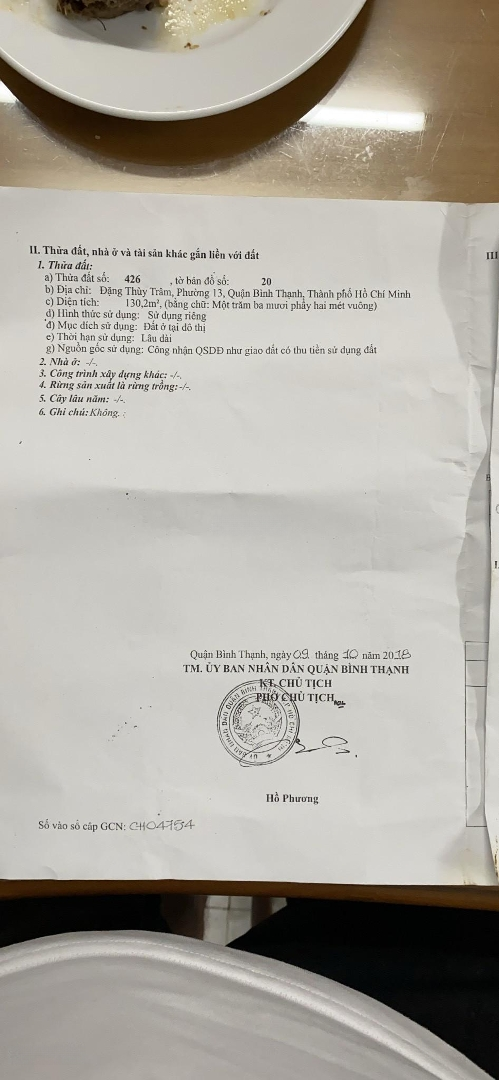 II. Thửa đất, nhà ở và tài sản khác gắn liền với đất
1. Thửa đất:
a) Thửa đất số: 426 , tờ bản đồ số: 20
b) Địa chỉ: Đặng Thùy Trâm, Phường 13, Quận Bình Thạnh, Thành phố Hồ Chí Minh
c) Diện tích: 130,2m², (bằng chữ: Một trăm ba mươi phẩy hai mét vuông)
d) Hình thức sử dụng: Sử dụng riêng
đ) Mục đích sử dụng: Đất ở tại đô thị
e) Thời hạn sử dụng: Lâu dài
g) Nguồn gốc sử dụng: Công nhận QSDĐ như giao đất có thu tiền sử dụng đất
2. Nhà ở: -/-.
3. Công trình xây dựng khác: -/-.
4. Rừng sản xuất là rừng trồng: -/-.
5. Cây lâu năm: -/-.
6. Ghi chú: Không.
III
Quận Bình Thạnh, ngày 09 tháng 10 năm 2018
TM. ỦY BAN NHÂN DÂN QUẬN BÌNH THẠNH
KT. CHỦ TỊCH
PHÓ CHỦ TỊCH
Hồ Phương
Số vào sổ cấp GCN: CH04754